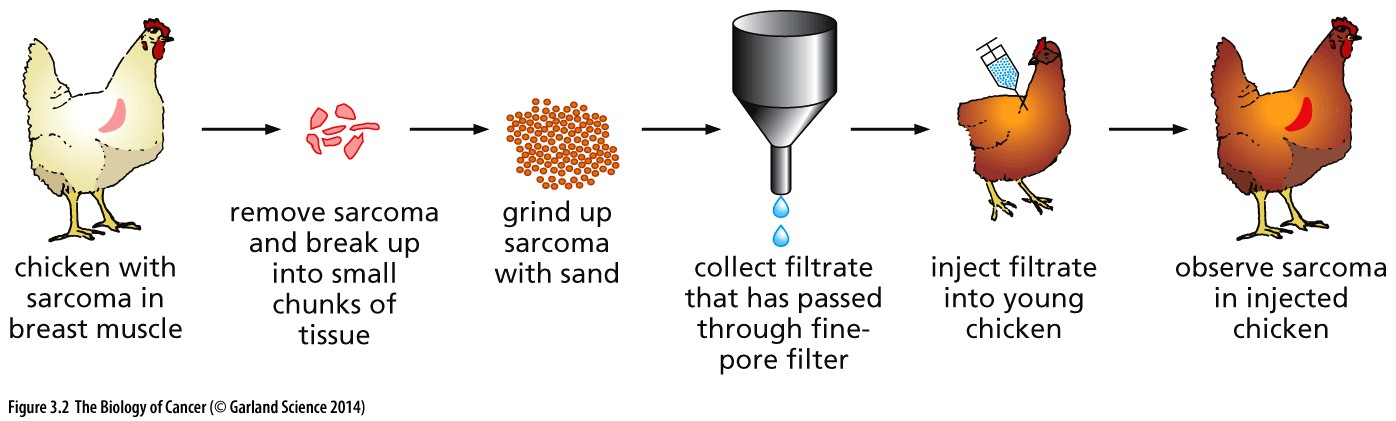 chicken with
sarcoma in
breast muscle
remove sarcoma
and break up
into small
chunks of
tissue
grind up
sarcoma
with sand
collect filtrate
that has passed
through fine-
pore filter
inject filtrate
into young
chicken
observe sarcoma
in injected
chicken
Figure 3.2 The Biology of Cancer (© Garland Science 2014)